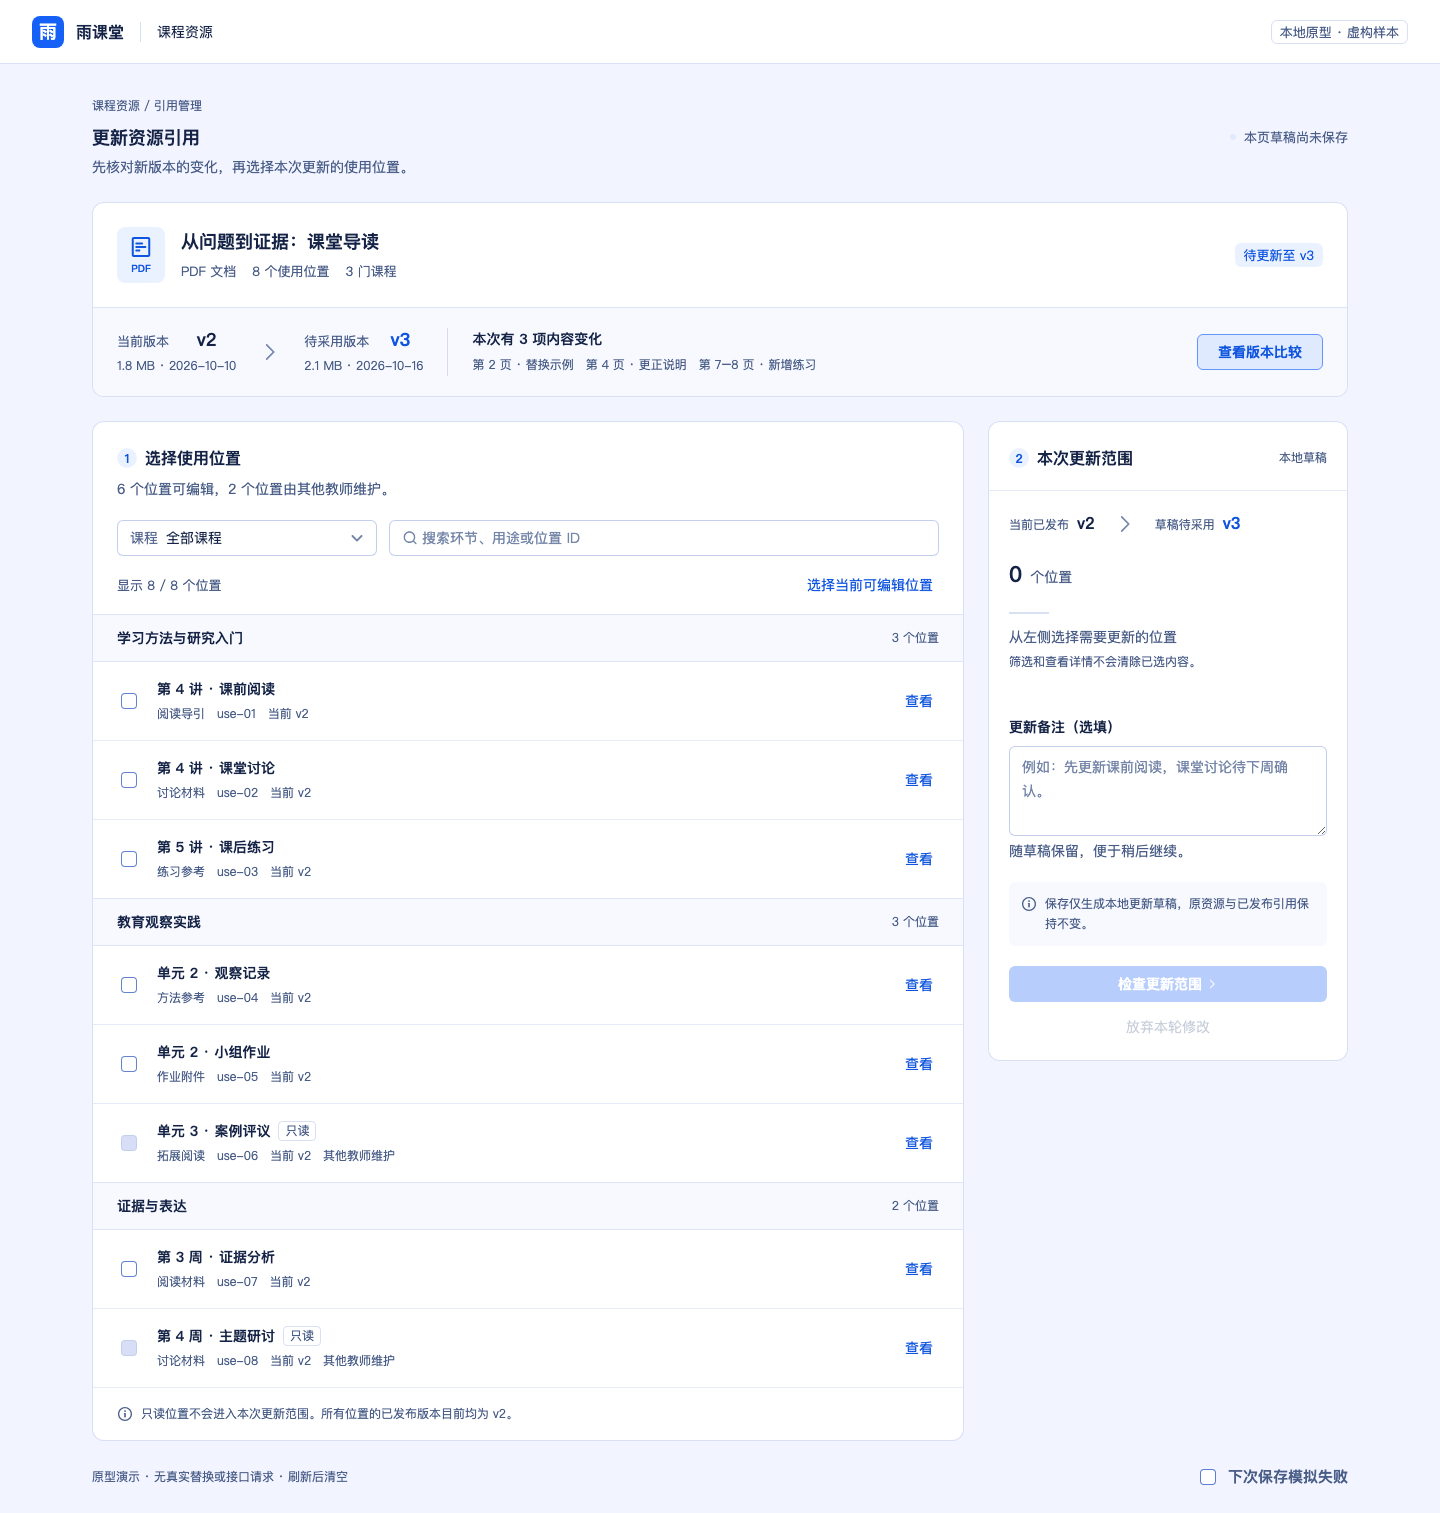 雨 雨课堂 课程资源 本地原型 · 虚构样本
课程资源 / 引用管理
更新资源引用
本页草稿尚未保存
先核对新版本的变化，再选择本次更新的使用位置。
从问题到证据：课堂导读
PDF
PDF 文档 8 个使用位置 3 门课程
待更新至 v3
当前版本 v2
1.8 MB · 2026-10-10
待采用版本 v3
2.1 MB · 2026-10-16
本次有 3 项内容变化
第 2 页 · 替换示例 第 4 页 · 更正说明 第 7—8 页 · 新增练习
查看版本比较
1 选择使用位置
6 个位置可编辑，2 个位置由其他教师维护。
课程 全部课程
搜索环节、用途或位置 ID
显示 8 / 8 个位置
选择当前可编辑位置
学习方法与研究入门 3 个位置
第 4 讲 · 课前阅读
阅读导引 use-01 当前 v2
查看
第 4 讲 · 课堂讨论
讨论材料 use-02 当前 v2
查看
第 5 讲 · 课后练习
练习参考 use-03 当前 v2
查看
教育观察实践 3 个位置
单元 2 · 观察记录
方法参考 use-04 当前 v2
查看
单元 2 · 小组作业
作业附件 use-05 当前 v2
查看
单元 3 · 案例评议 只读
拓展阅读 use-06 当前 v2 其他教师维护
查看
证据与表达 2 个位置
第 3 周 · 证据分析
阅读材料 use-07 当前 v2
查看
第 4 周 · 主题研讨 只读
讨论材料 use-08 当前 v2 其他教师维护
查看
只读位置不会进入本次更新范围。所有位置的已发布版本目前均为 v2。
2 本次更新范围 本地草稿
当前已发布 v2 草稿待采用 v3
0 个位置
从左侧选择需要更新的位置
筛选和查看详情不会清除已选内容。
更新备注（选填）
例如：先更新课前阅读，课堂讨论待下周确
认。
随草稿保留，便于稍后继续。
保存仅生成本地更新草稿，原资源与已发布引用保
持不变。
检查更新范围
放弃本轮修改
原型演示 · 无真实替换或接口请求 · 刷新后清空
下次保存模拟失败